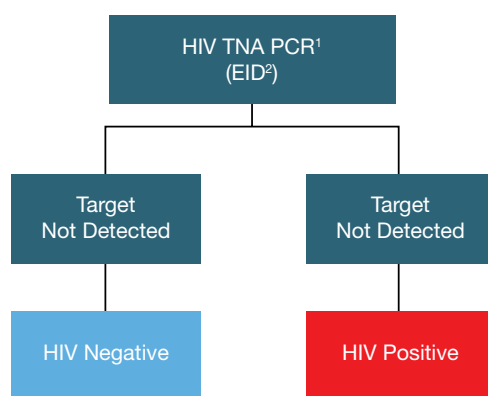 HIV TNA PCR¹
(EID²)
Target
Not Detected
Target
Not Detected
HIV Negative
HIV Positive